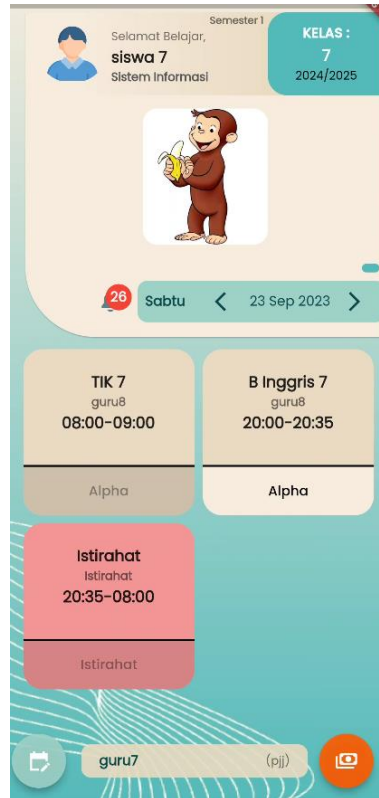 Semester 1
Selamat Belajar,
siswa 7
Sistem Informasi
KELAS :
7
2024/2025
26
Sabtu
23 Sep 2023
TIK 7
guru8
08:00-09:00
Alpha
B Inggris 7
guru8
20:00-20:35
Alpha
Istirahat
Istirahat
20:35-08:00
Istirahat
guru7
(pjj)